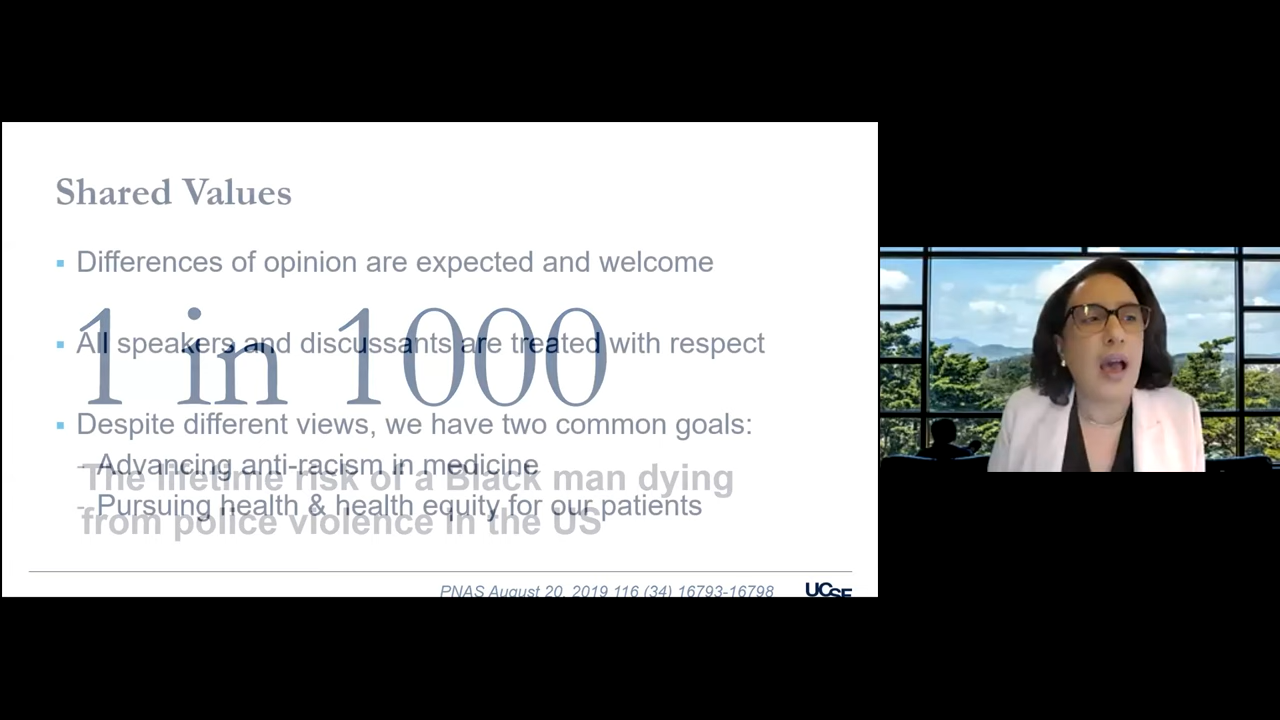 Shared Values
▪ Differences of opinion are expected and welcome
1 in 1000
▪ All speakers and discussants are treated with respect
▪ Despite different views, we have two common goals:
– Advancing anti-racism in medicine
– Pursuing health & health equity for our patients
The lifetime risk of a Black man dying
from police violence in the US
PNAS August 20, 2019 116 (34) 16793-16798
UCSF